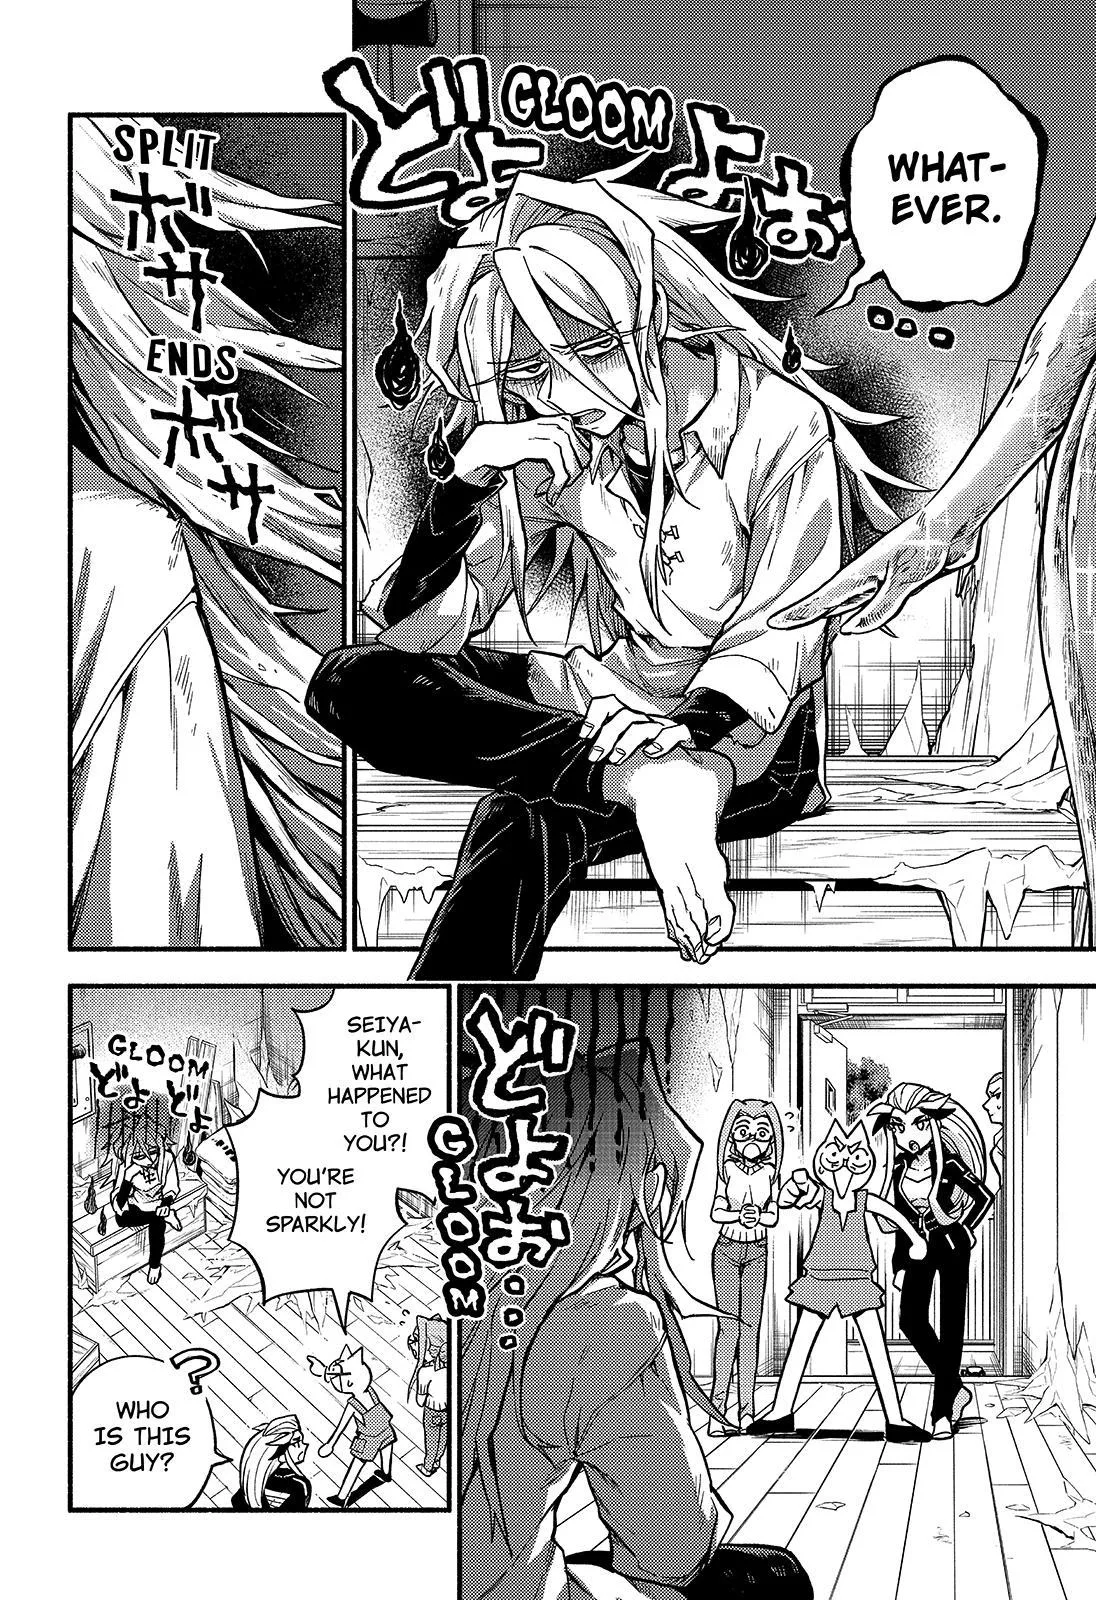 WHAT-
EVER.
どよ
GLOOM
よぉ
SPLIT
ボサ
ENDS
ボサ
どよぉ
GLOOM
SEIYA-
KUN,
WHAT
HAPPENED
TO
YOU?!
YOU'RE
NOT
SPARKLY!
GLOOM
どよどよ
?
WHO
IS THIS
GUY?